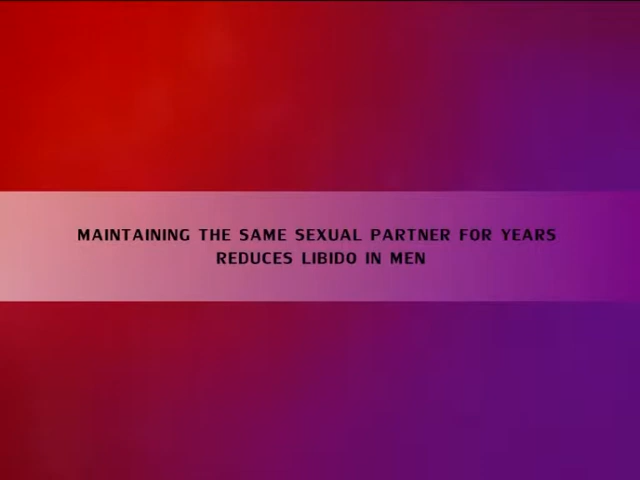 MAINTAINING THE SAME SEXUAL PARTNER FOR YEARS
REDUCES LIBIDO IN MEN